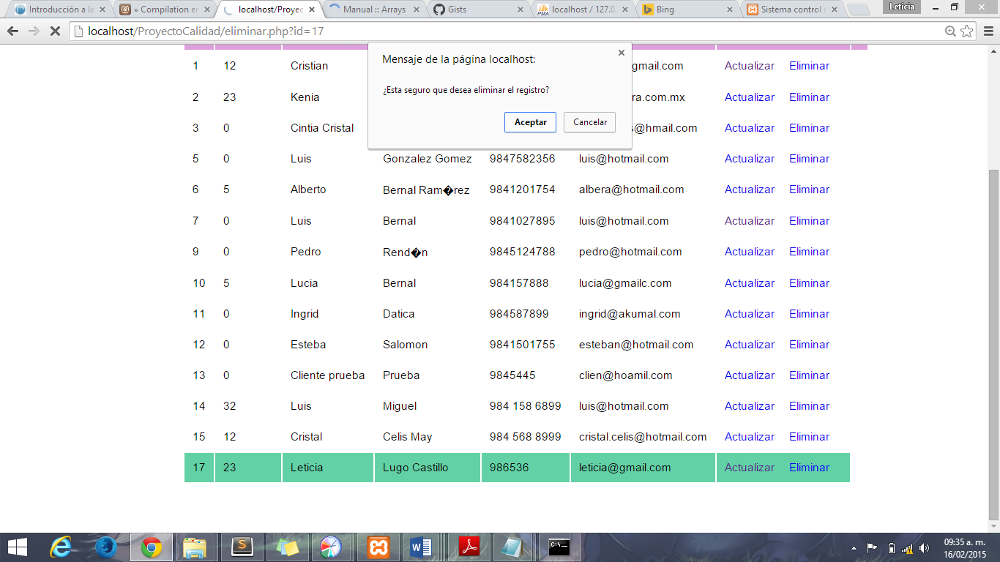 Introducción a la
» Compilation er
localhost/Proyec
Manual :: Arrays
Gists
localhost / 127.0.
Bing
Sistema control
Leticia
localhost/ProyectoCalidad/eliminar.php?id=17
Mensaje de la página localhost:
¿Esta seguro que desea eliminar el registro?
Aceptar Cancelar
1 12 Cristian gmail.com Actualizar Eliminar
2 23 Kenia ra.com.mx Actualizar Eliminar
3 0 Cintia Cristal s@hmail.com Actualizar Eliminar
5 0 Luis Gonzalez Gomez 9847582356 luis@hotmail.com Actualizar Eliminar
6 5 Alberto Bernal Ram�rez 9841201754 albera@hotmail.com Actualizar Eliminar
7 0 Luis Bernal 9841027895 luis@hotmail.com Actualizar Eliminar
9 0 Pedro Rend�n 9845124788 pedro@hotmail.com Actualizar Eliminar
10 5 Lucia Bernal 984157888 lucia@gmailc.com Actualizar Eliminar
11 0 Ingrid Datica 984587899 ingrid@akumal.com Actualizar Eliminar
12 0 Esteba Salomon 9841501755 esteban@hotmail.com Actualizar Eliminar
13 0 Cliente prueba Prueba 9845445 clien@hoamil.com Actualizar Eliminar
14 32 Luis Miguel 984 158 6899 luis@hotmail.com Actualizar Eliminar
15 12 Cristal Celis May 984 568 8999 cristal.celis@hotmail.com Actualizar Eliminar
17 23 Leticia Lugo Castillo 986536 leticia@gmail.com Actualizar Eliminar
09:35 a. m.
16/02/2015